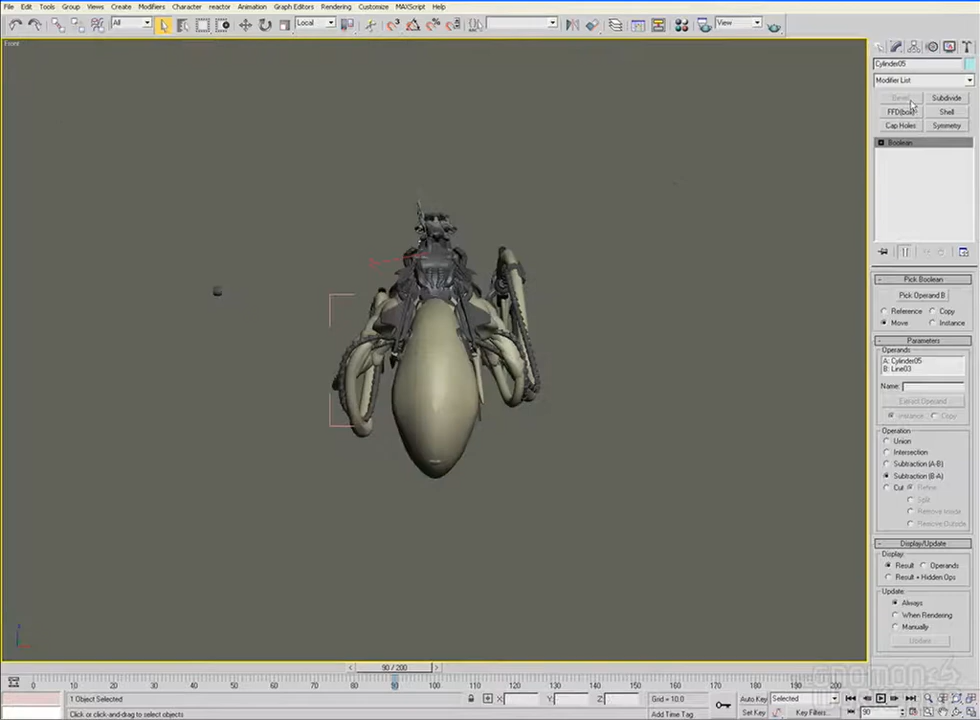 File Edit Tools Group Views Create Modifiers Character reactor Animation Graph Editors Rendering Customize MAXScript Help
All Local View
Front
Cylinder05
Modifier List
Subdivide
FFD(box) Shell
Cap Holes Symmetry
Boolean
Pick Boolean
Pick Operand B
Reference Copy
Move Instance
Parameters
Operands
A: Cylinder05
B: Line03
Name:
Extract Operand
Instance Copy
Operation
Union
Intersection
Subtraction (A-B)
Subtraction (B-A)
Cut Refine
Split
Remove Inside
Remove Outside
Display/Update
Display:
Result Operands
Result + Hidden Ops
Update:
Always
When Rendering
Manually
Update
90 / 200
0 10 20 30 40 50 60 70 80 90 100 110 120 130 140 150 160 170 180 190 200
1 Object Selected X: Y: Z: Grid = 10.0 Auto Key Selected
Click or click-and-drag to select objects Add Time Tag Set Key Key Filters... 90